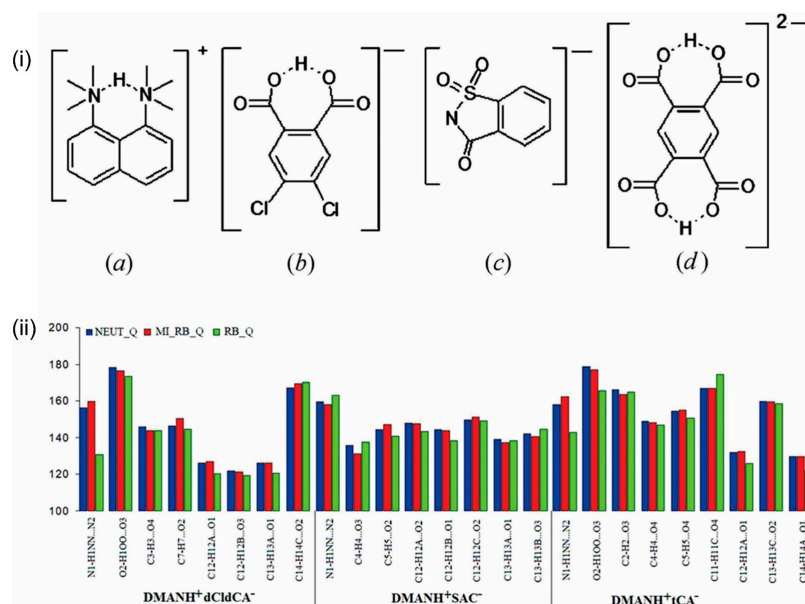 (i)
H
N N
+
H
O O
O O
Cl Cl
−
O
O S
N
O
−
2−
H
O O
O O
O O
O O
H
(a) (b) (c) (d)
(ii)
NEUT_Q MI_RB_Q RB_Q
200
180
160
140
120
100
N1-H1NN...N2
O2-H1OO...O3
C3-H3...O4
C7-H7...O2
C12-H12A...O1
C12-H12B...O3
C13-H13A...O1
C14-H14C...O2
N1-H1NN...N2
C4-H4...O3
C5-H5...O2
C12-H12A...O2
C12-H12B...O1
C12-H12C...O2
C13-H13A...O1
C13-H13B...O3
N1-H1NN...N2
O2-H1OO...O3
C2-H2...O3
C4-H4...O4
C5-H5...O4
C11-H11C...O4
C12-H12A...O1
C13-H13C...O2
C14-H14A...O1
DMANH⁺dCldCA⁻ DMANH⁺SAC⁻ DMANH⁺tCA⁻